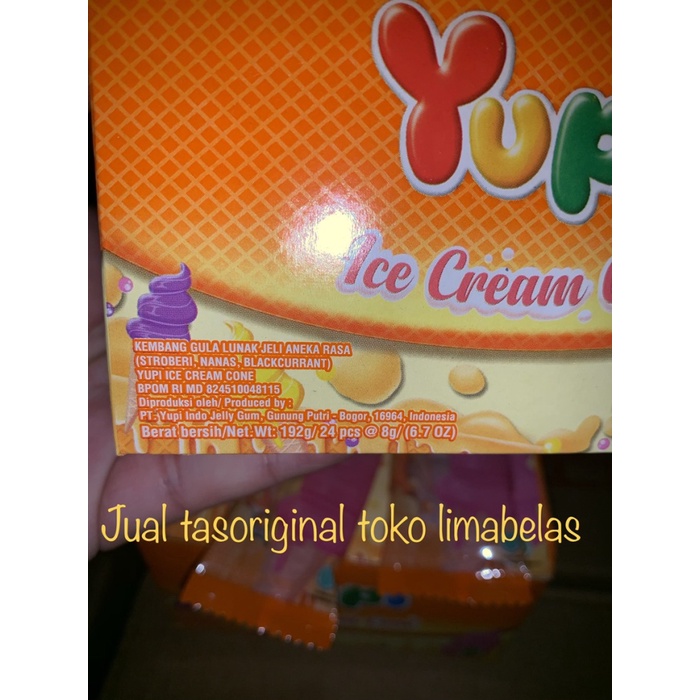 Yup
Ice Cream
KEMBANG GULA LUNAK JELI ANEKA RASA
(STROBERI, NANAS, BLACKCURRANT)
YUPI ICE CREAM CONE
BPOM RI MD 824510048115
Diproduksi oleh/ Produced by :
PT. Yupi Indo Jelly Gum, Gunung Putri - Bogor, 16964, Indonesia
Berat bersih/Net.Wt: 192g/ 24 pcs @ 8g/ (6.7 OZ)
Jual tasoriginal toko limabelas